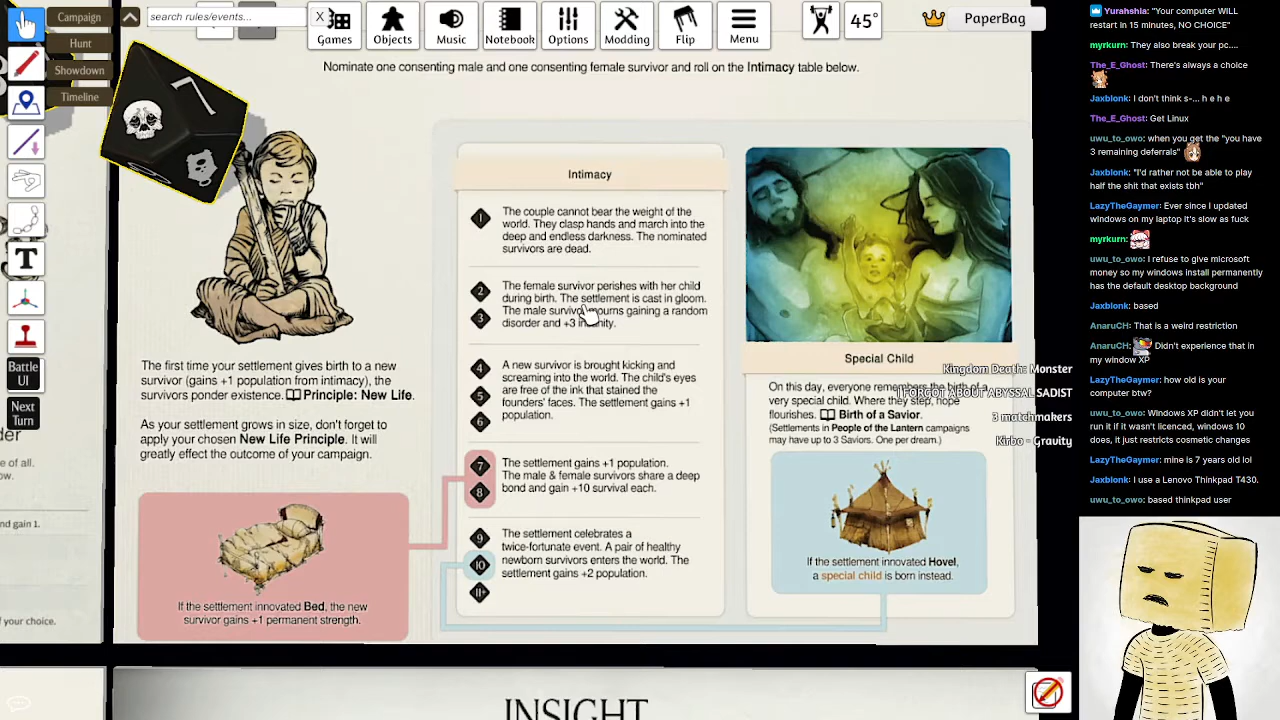 Campaign
Hunt
Showdown
Timeline
search rules/events...
X
Games
Objects
Music
Notebook
Options
Modding
Flip
Menu
45°
PaperBag
Nominate one consenting male and one consenting female survivor and roll on the Intimacy table below.
7
T
Battle
UI
Next
Turn
e of all.
nd gain 1.
f your choice.
The first time your settlement gives birth to a new
survivor (gains +1 population from intimacy), the
survivors ponder existence. Principle: New Life.
As your settlement grows in size, don't forget to
apply your chosen New Life Principle. It will
greatly effect the outcome of your campaign.
If the settlement innovated Bed, the new
survivor gains +1 permanent strength.
Intimacy
1
The couple cannot bear the weight of the
world. They clasp hands and march into the
deep and endless darkness. The nominated
survivors are dead.
2
3
The female survivor perishes with her child
during birth. The settlement is cast in gloom.
The male survivor mourns gaining a random
disorder and +3 insanity.
4
5
6
A new survivor is brought kicking and
screaming into the world. The child's eyes
are free of the ink that stained the
founders' faces. The settlement gains +1
population.
7
8
The settlement gains +1 population.
The male & female survivors share a deep
bond and gain +10 survival each.
9
10
11+
The settlement celebrates a
twice-fortunate event. A pair of healthy
newborn survivors enters the world. The
settlement gains +2 population.
Special Child
On this day, everyone remembers the birth of a
very special child. Where they step, hope
flourishes. Birth of a Savior.
(Settlements in People of the Lantern campaigns
may have up to 3 Saviors. One per dream.)
If the settlement innovated Hovel,
a special child is born instead.
Kingdom Death: Monster
I FORGOT ABOUT ABYSSAL SADIST
3 matchmakers
Kirbo - Gravity
INSIGHT
Yurahshla: "Your computer WILL
restart in 15 minutes, NO CHOICE"
myrkurn: They also break your pc....
The_E_Ghost: There's always a choice
Jaxblonk: I don't think s-... h e h e
The_E_Ghost: Get Linux
uwu_to_owo: when you get the "you have
3 remaining deferrals"
Jaxblonk: "I'd rather not be able to play
half the shit that exists tbh"
LazyTheGaymer: Ever since I updated
windows on my laptop it's slow as fuck
myrkurn:
uwu_to_owo: I refuse to give microsoft
money so my windows install permanently
has the default desktop background
Jaxblonk: based
AnaruCH: That is a weird restriction
AnaruCH: Didn't experience that in
my window XP
LazyTheGaymer: how old is your
computer btw?
uwu_to_owo: Windows XP didn't let you
run it if it wasn't licenced, windows 10
does, it just restricts cosmetic changes
LazyTheGaymer: mine is 7 years old lol
Jaxblonk: I use a Lenovo Thinkpad T430.
uwu_to_owo: based thinkpad user